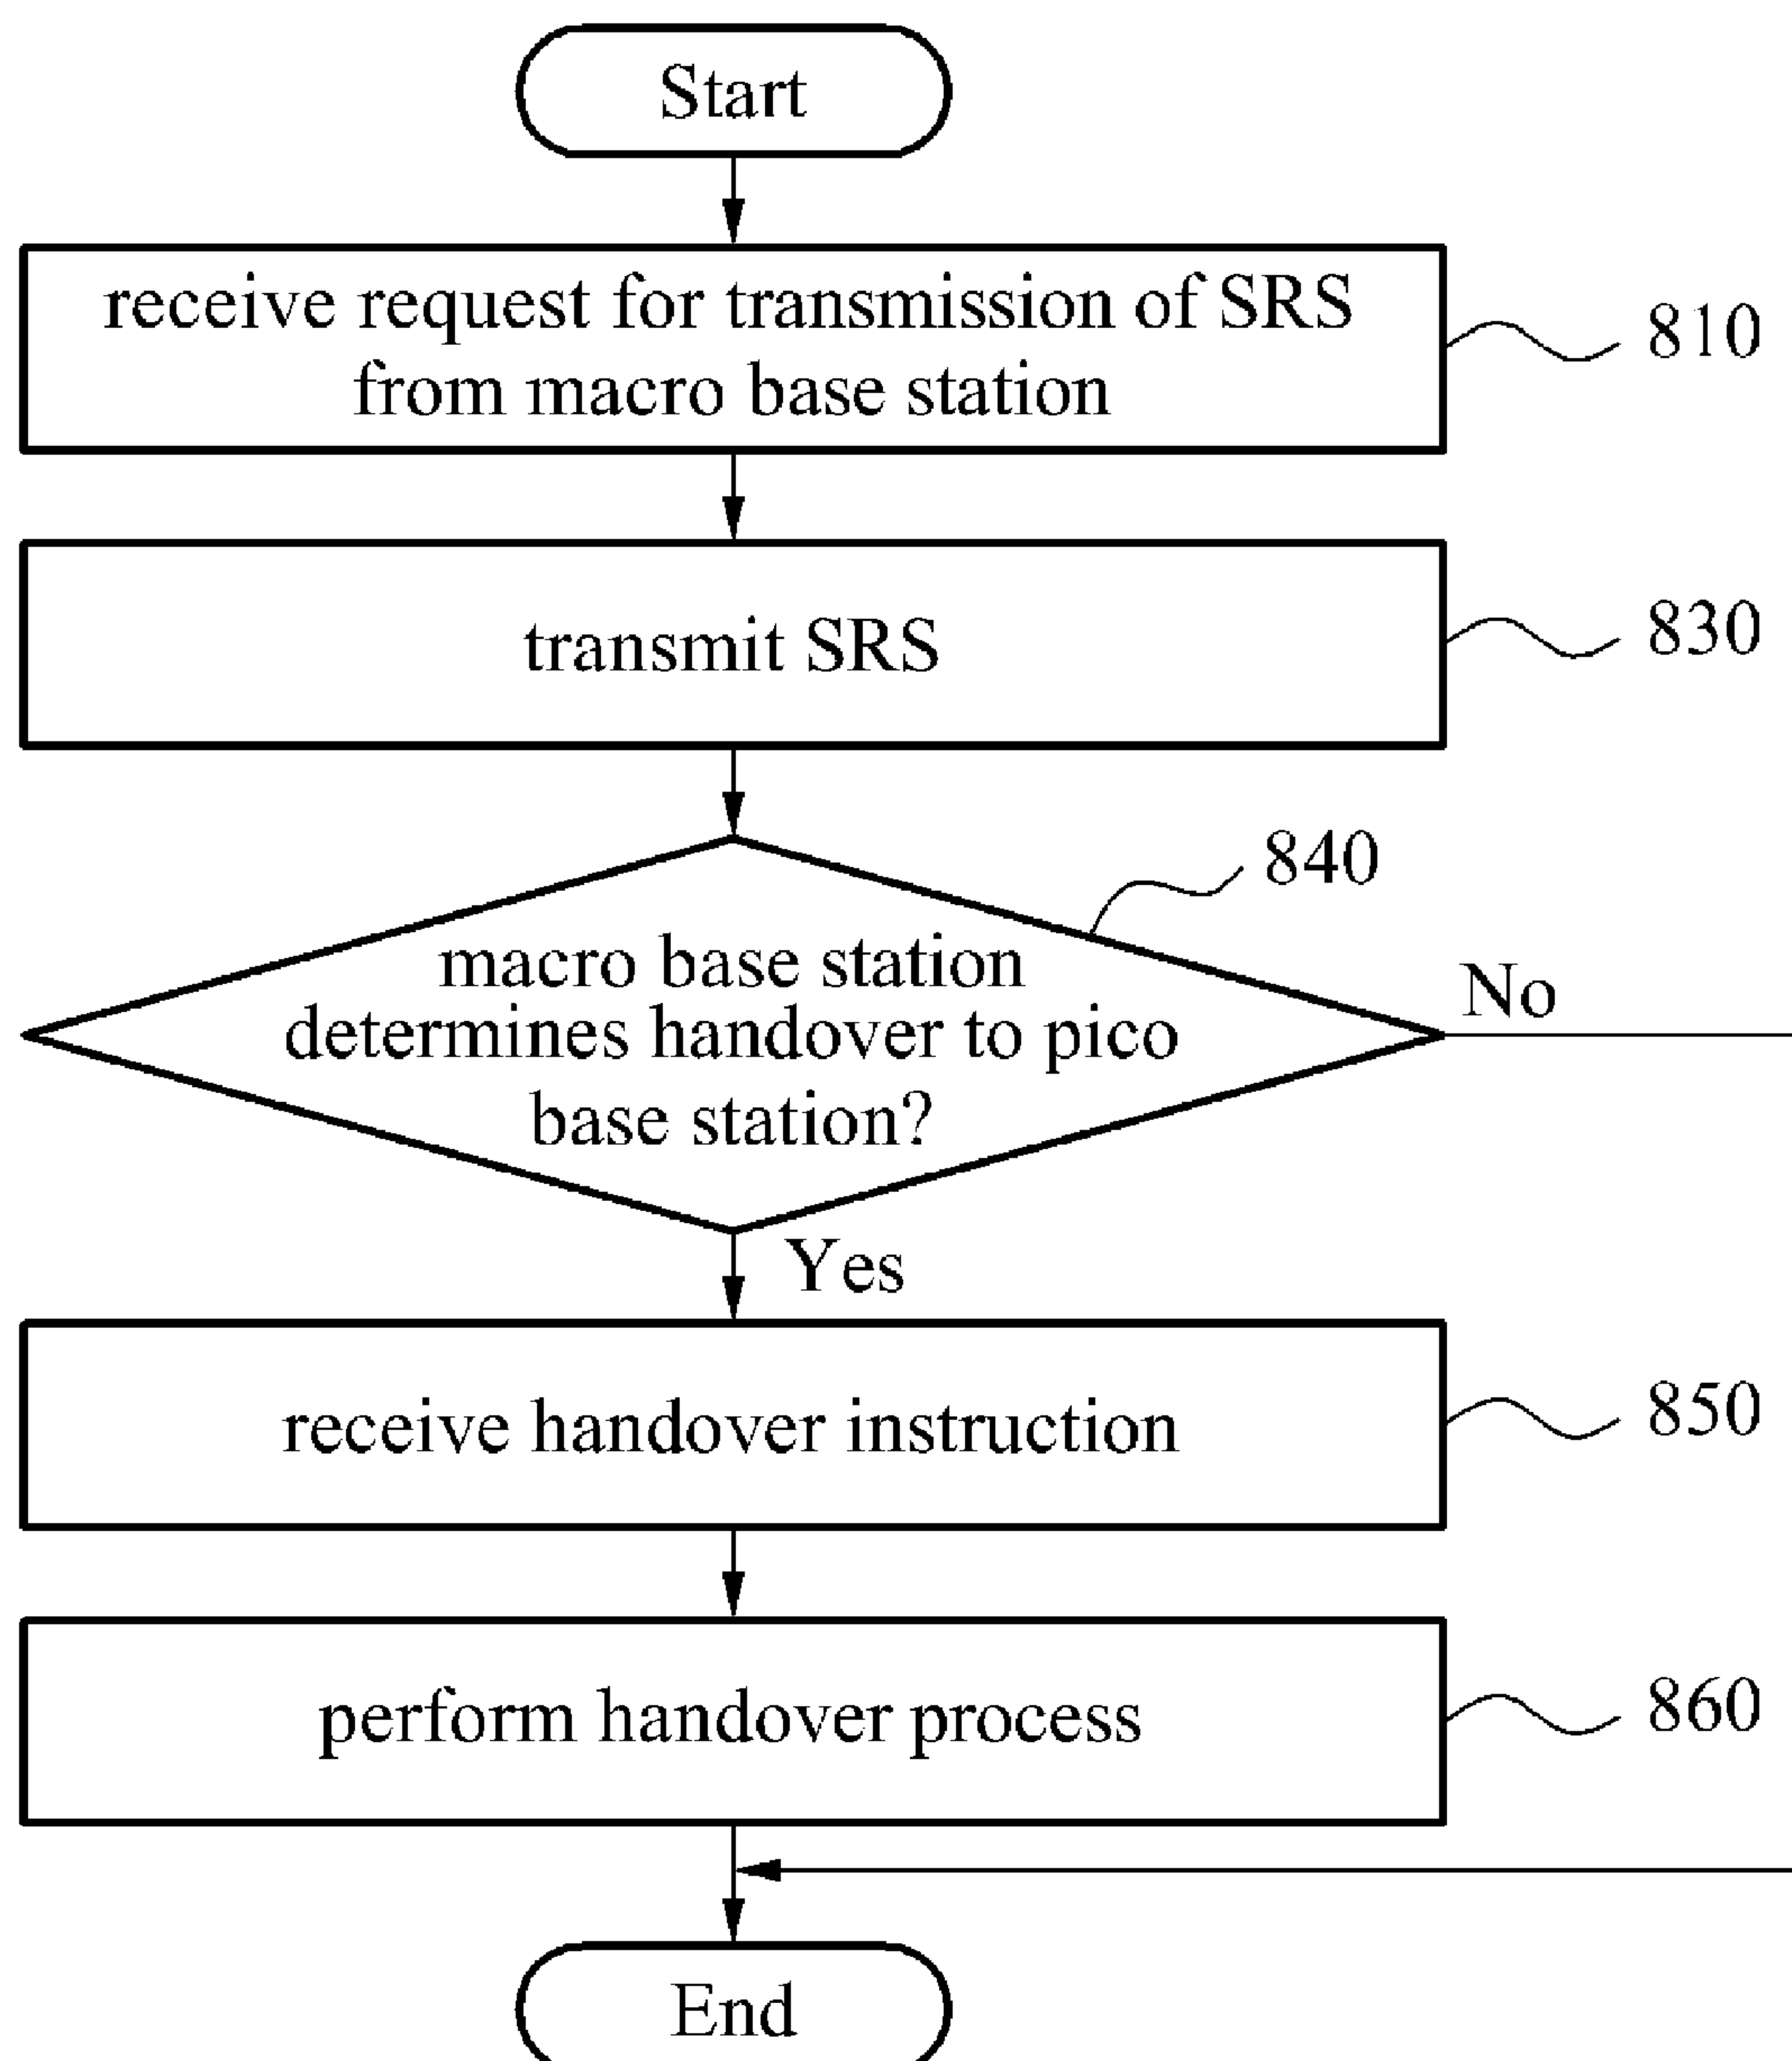 Start
receive request for transmission of SRS
from macro base station
810
transmit SRS
830
840
macro base station
determines handover to pico
base station?
No
Yes
receive handover instruction
850
perform handover process
860
End